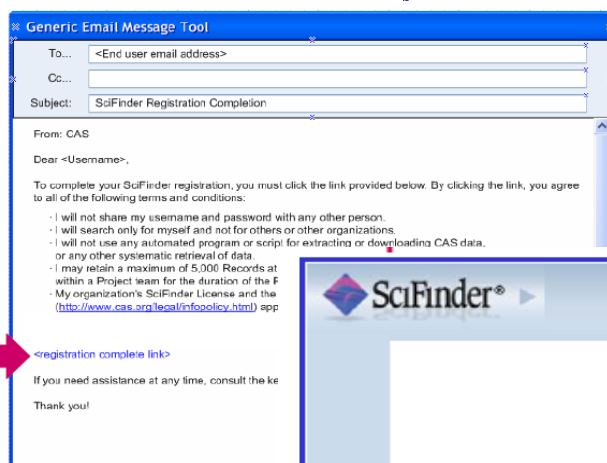 Generic Email Message Tool
To... <End user email address>
Cc...
Subject: SciFinder Registration Completion
From: CAS
Dear <Username>,
To complete your SciFinder registration, you must click the link provided below. By clicking the link, you agree
to all of the following terms and conditions:
· I will not share my username and password with any other person.
· I will search only for myself and not for others or other organizations.
· I will not use any automated program or script for extracting or downloading CAS data,
or any other systematic retrieval of data.
· I may retain a maximum of 5,000 Records at
within a Project team for the duration of the
· My organization's SciFinder License and the
(http://www.cas.org/legal/infopolicy.html) app
SciFinder®
<registration complete link>
If you need assistance at any time, consult the ke
Thank you!